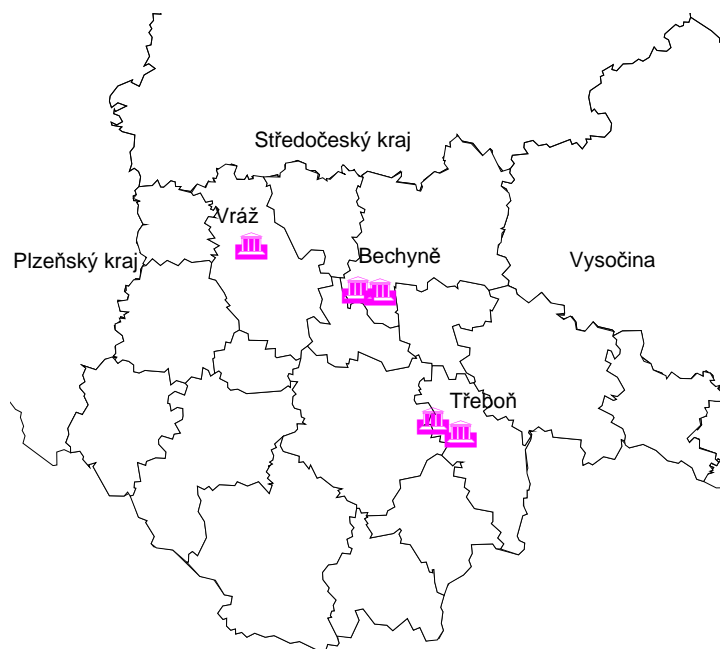 Středočeský kraj
Vráž
Bechyně
Plzeňský kraj
Vysočina
Třeboň